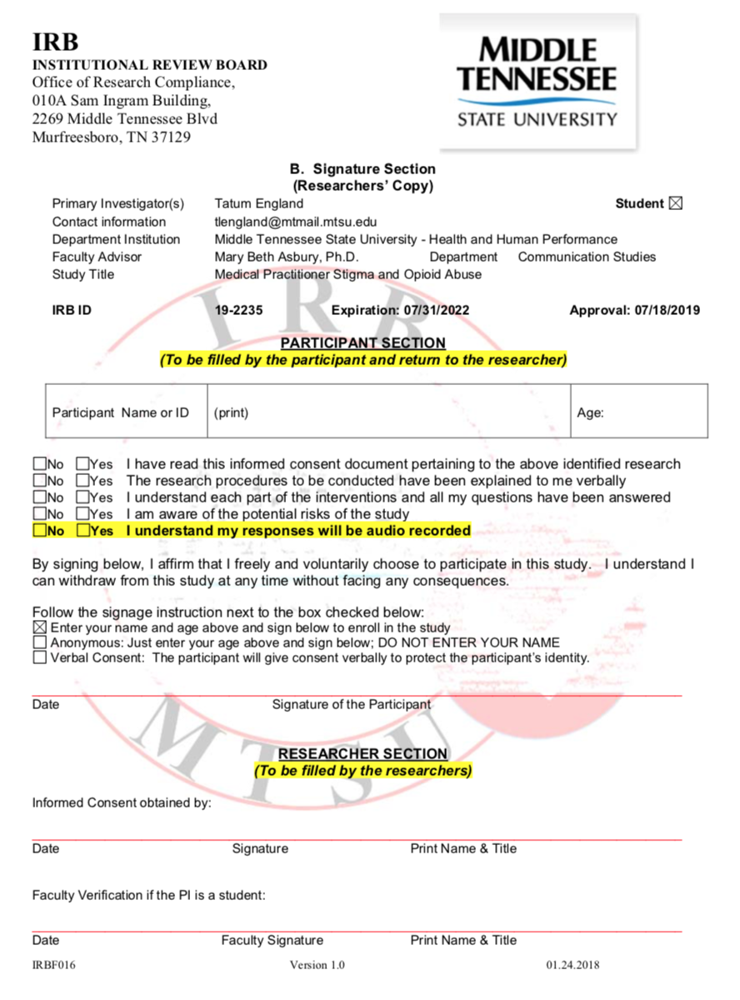 IRB
INSTITUTIONAL REVIEW BOARD
Office of Research Compliance,
010A Sam Ingram Building,
2269 Middle Tennessee Blvd
Murfreesboro, TN 37129
MIDDLE
TENNESSEE
STATE UNIVERSITY
B. Signature Section
(Researchers' Copy)
Primary Investigator(s) Tatum England Student ☒
Contact information tlengland@mtmail.mtsu.edu
Department Institution Middle Tennessee State University - Health and Human Performance
Faculty Advisor Mary Beth Asbury, Ph.D. Department Communication Studies
Study Title Medical Practitioner Stigma and Opioid Abuse
IRB ID 19-2235 Expiration: 07/31/2022 Approval: 07/18/2019
IRB
PARTICIPANT SECTION
(To be filled by the participant and return to the researcher)
Participant Name or ID (print) Age:
☐No ☐Yes I have read this informed consent document pertaining to the above identified research
☐No ☐Yes The research procedures to be conducted have been explained to me verbally
☐No ☐Yes I understand each part of the interventions and all my questions have been answered
☐No ☐Yes I am aware of the potential risks of the study
☐No ☐Yes I understand my responses will be audio recorded
By signing below, I affirm that I freely and voluntarily choose to participate in this study. I understand I
can withdraw from this study at any time without facing any consequences.
Follow the signage instruction next to the box checked below:
☒ Enter your name and age above and sign below to enroll in the study
☐ Anonymous: Just enter your age above and sign below; DO NOT ENTER YOUR NAME
☐ Verbal Consent: The participant will give consent verbally to protect the participant's identity.
Date Signature of the Participant
MTSU
RESEARCHER SECTION
(To be filled by the researchers)
Informed Consent obtained by:
Date Signature Print Name & Title
Faculty Verification if the PI is a student:
Date Faculty Signature Print Name & Title
IRBF016 Version 1.0 01.24.2018